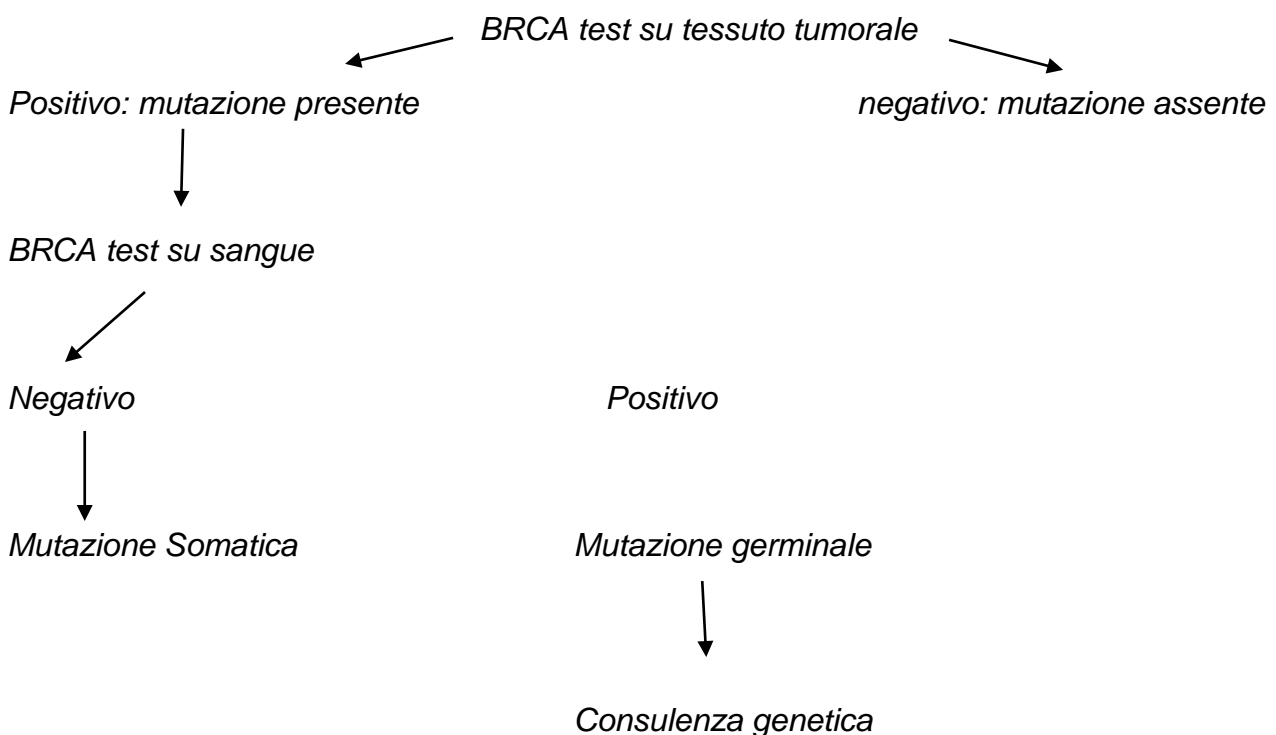 BRCA test su tessuto tumorale
Positivo: mutazione presente
negativo: mutazione assente
BRCA test su sangue
Negativo
Positivo
Mutazione Somatica
Mutazione germinale
Consulenza genetica